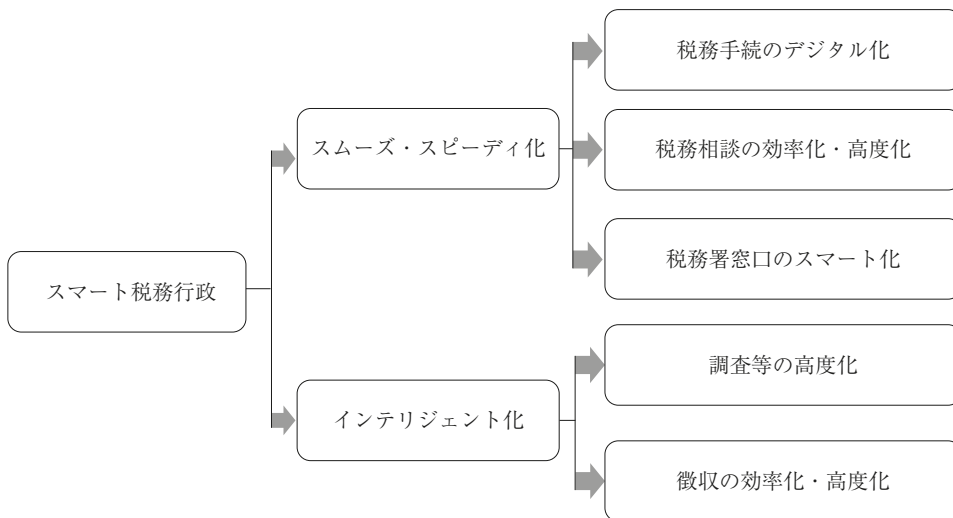 スマート税務行政
スムーズ・スピーディ化
税務手続のデジタル化
税務相談の効率化・高度化
税務署窓口のスマート化
インテリジェント化
調査等の高度化
徴収の効率化・高度化